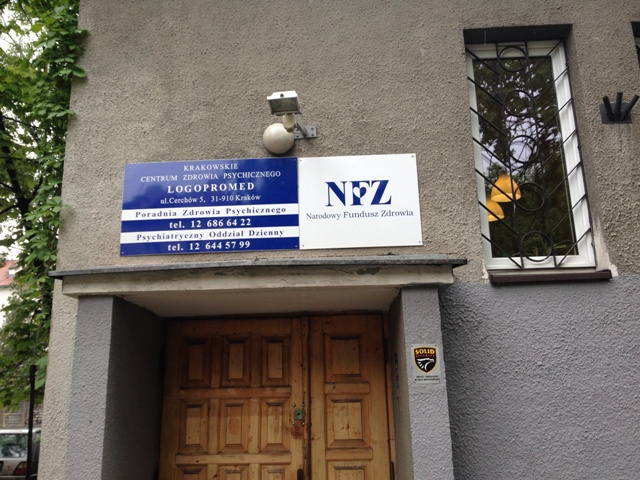 KRAKOWSKIE
CENTRUM ZDROWIA PSYCHICZNEGO
LOGOPROMED
ul.Cerchów 5, 31-910 Kraków
Poradnia Zdrowia Psychicznego
tel. 12 686 64 22
Psychiatryczny Oddział Dzienny
tel. 12 644 57 99
NFZ
Narodowy Fundusz Zdrowia
SOLID